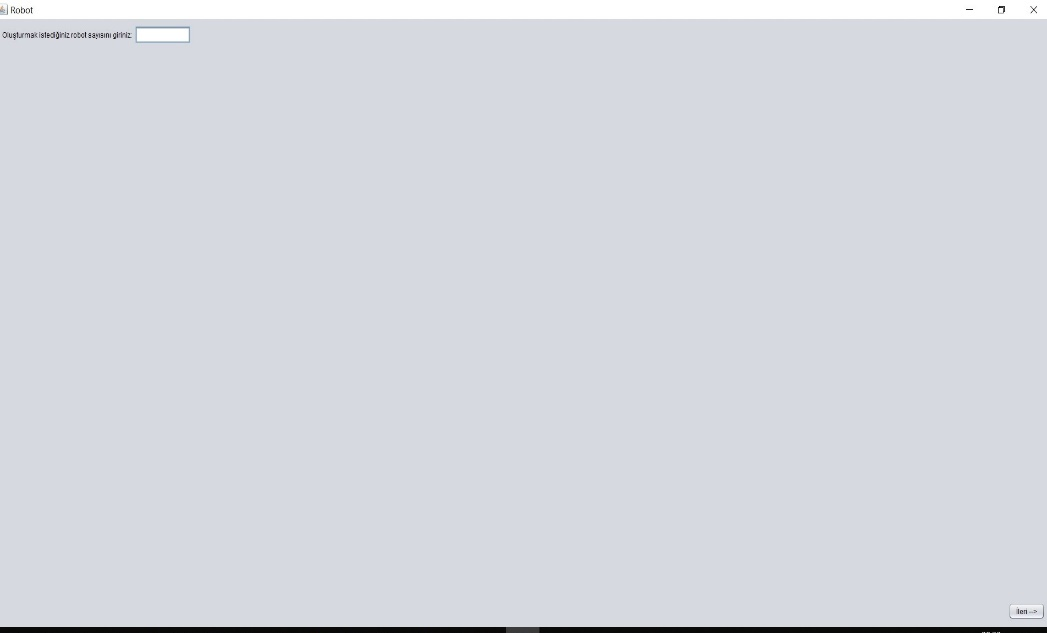 Robot
Oluşturmak istediğiniz robot sayısını giriniz:
İleri -->